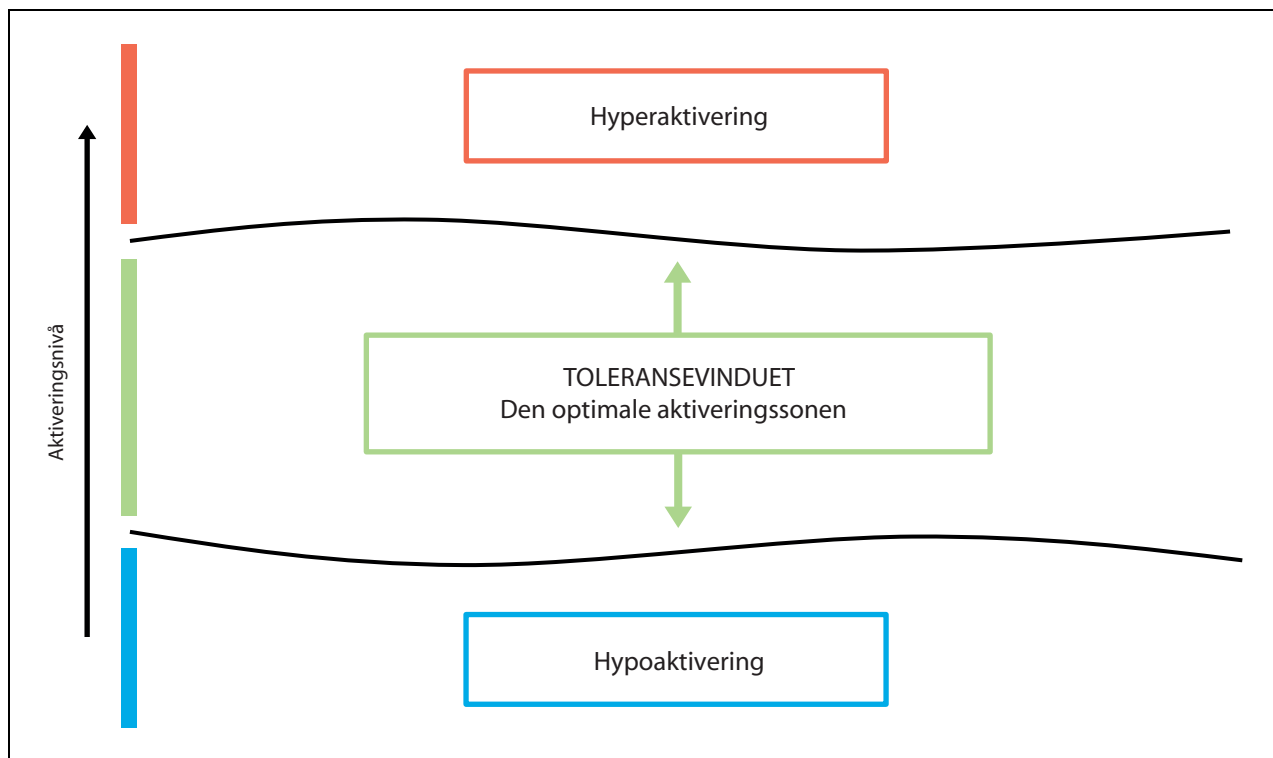 Hyperaktivering
Aktiveringsnivå
TOLERANSEVINDUET
Den optimale aktiveringssonen
Hypoaktivering